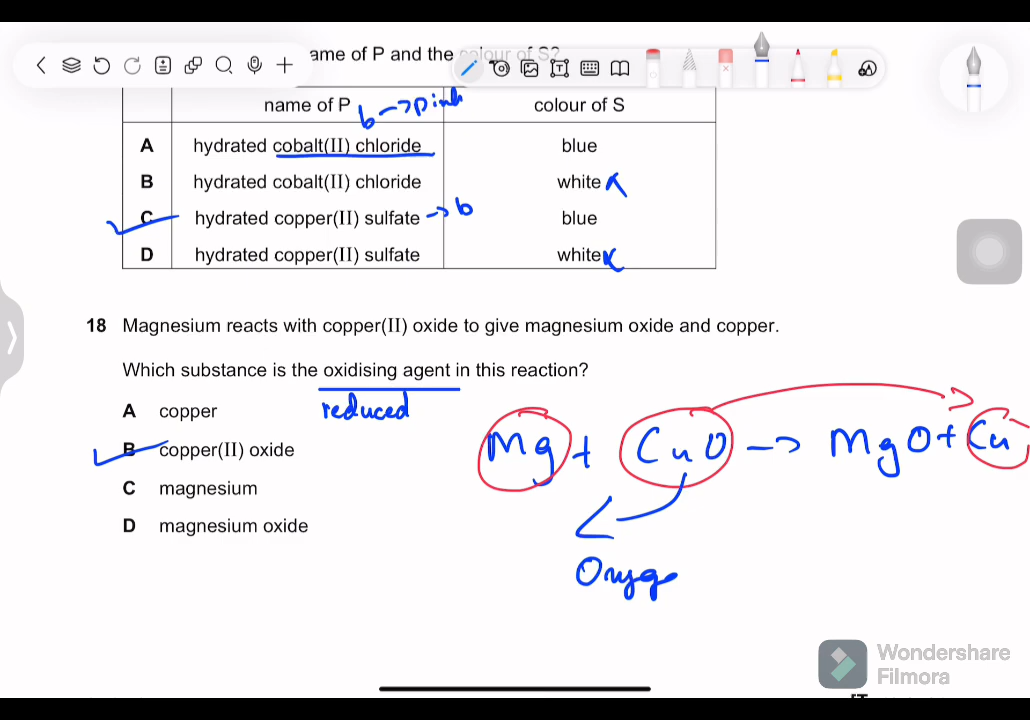 ame of P and the colour of S?
name of P
colour of S
b → pink
A hydrated cobalt(II) chloride blue
B hydrated cobalt(II) chloride white
C hydrated copper(II) sulfate → b blue
D hydrated copper(II) sulfate white
18 Magnesium reacts with copper(II) oxide to give magnesium oxide and copper.
Which substance is the oxidising agent in this reaction?
reduced
A copper
B copper(II) oxide
C magnesium
D magnesium oxide
Mg + CuO → MgO + Cu
Wondershare
Filmora